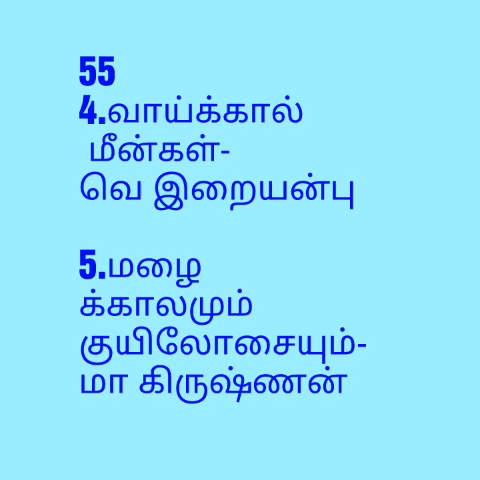 55
4.வாய்க்கால்
மீன்கள்-
வெ இறையன்பு
5.மழை
க்காலமும்
குயிலோசையும்-
மா கிருஷ்ணன்